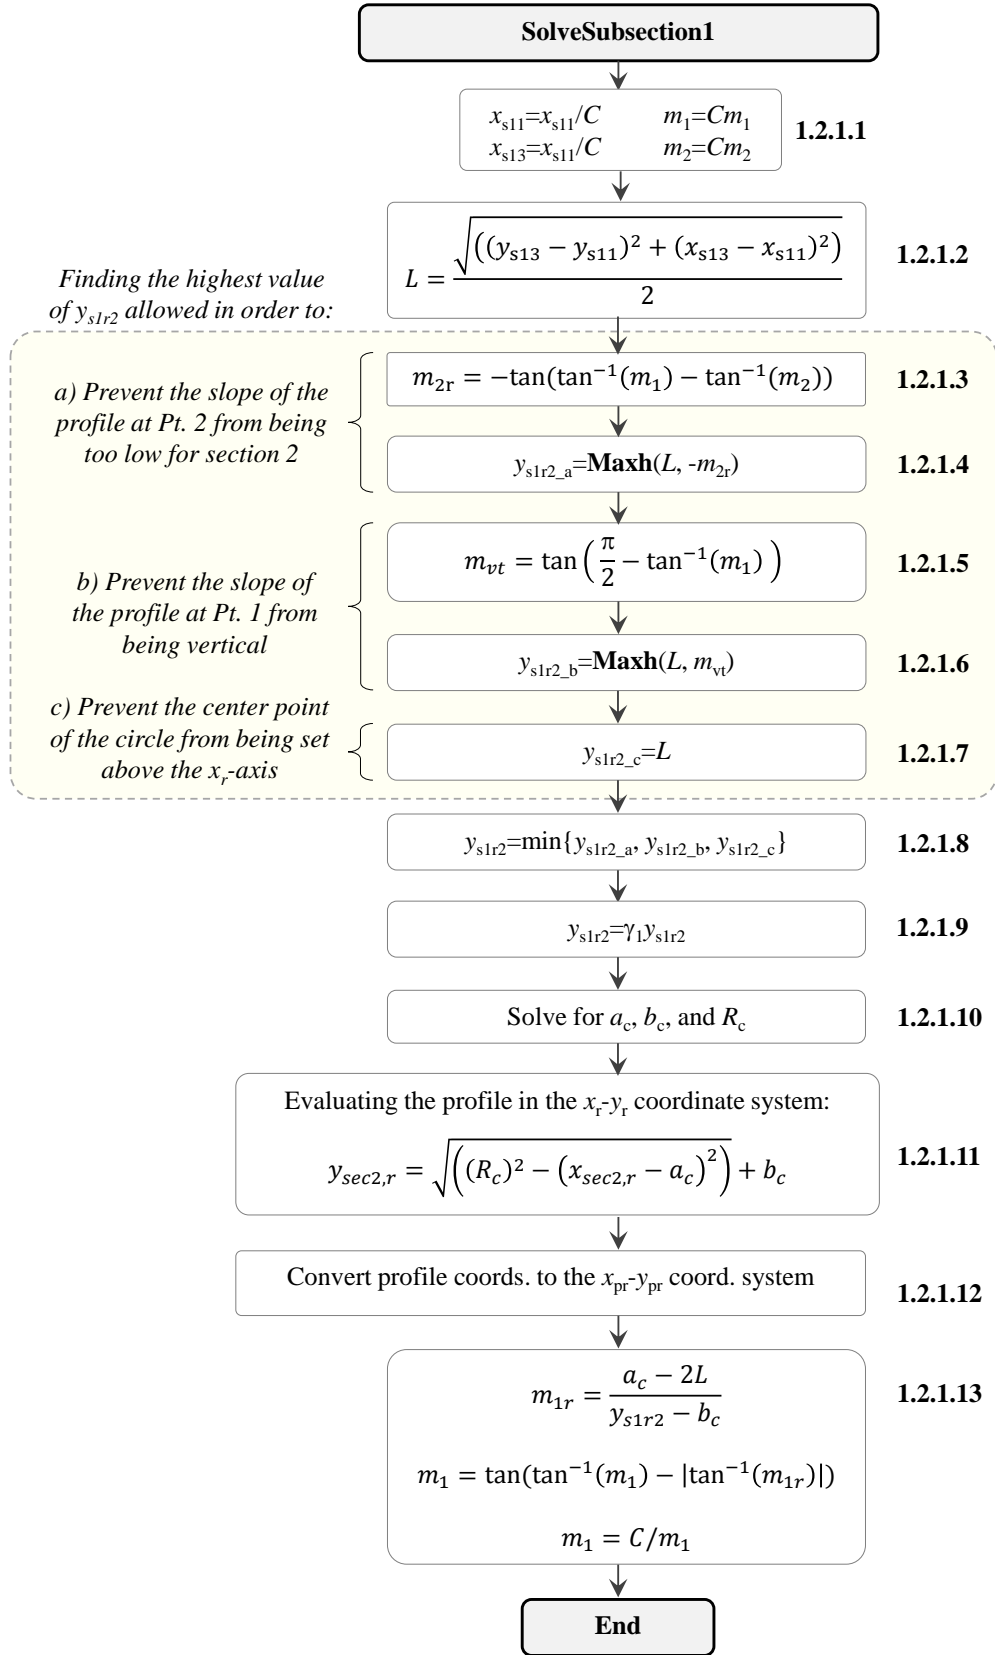 SolveSubsection1
x_s11=x_s11/C m_1=Cm_1
x_s13=x_s11/C m_2=Cm_2
1.2.1.1
L = √(((y_s13 − y_s11)² + (x_s13 − x_s11)²)) / 2
1.2.1.2
Finding the highest value
of y_s1r2 allowed in order to:
a) Prevent the slope of the
profile at Pt. 2 from being
too low for section 2
m_2r = −tan(tan⁻¹(m_1) − tan⁻¹(m_2))
1.2.1.3
y_s1r2_a=Maxh(L, -m_2r)
1.2.1.4
b) Prevent the slope of
the profile at Pt. 1 from
being vertical
m_vt = tan(π/2 − tan⁻¹(m_1))
1.2.1.5
y_s1r2_b=Maxh(L, m_vt)
1.2.1.6
c) Prevent the center point
of the circle from being set
above the x_r-axis
y_s1r2_c=L
1.2.1.7
y_s1r2=min{y_s1r2_a, y_s1r2_b, y_s1r2_c}
1.2.1.8
y_s1r2=γ_1y_s1r2
1.2.1.9
Solve for a_c, b_c, and R_c
1.2.1.10
Evaluating the profile in the x_r-y_r coordinate system:
y_sec2,r = √(((R_c)² − (x_sec2,r − a_c)²)) + b_c
1.2.1.11
Convert profile coords. to the x_pr-y_pr coord. system
1.2.1.12
m_1r = (a_c − 2L) / (y_s1r2 − b_c)
1.2.1.13
m_1 = tan(tan⁻¹(m_1) − |tan⁻¹(m_1r)|)
m_1 = C/m_1
End